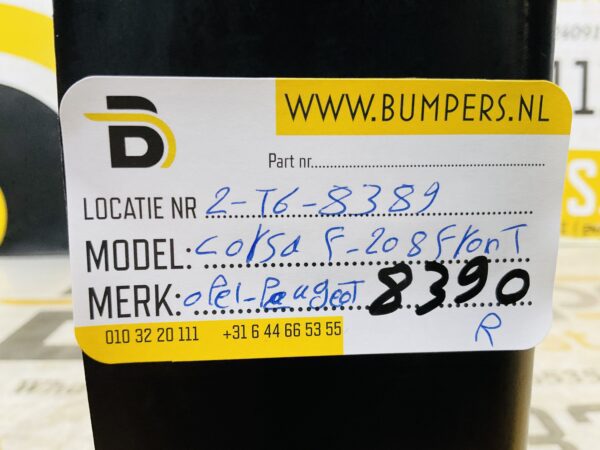 WWW.BUMPERS.NL
Part nr
LOCATIE NR 2-T6-8389
MODEL: Corsa F-208 Front
MERK: oPel-Peugeot 8390
010 32 20 111 +31 6 44 66 53 55
R